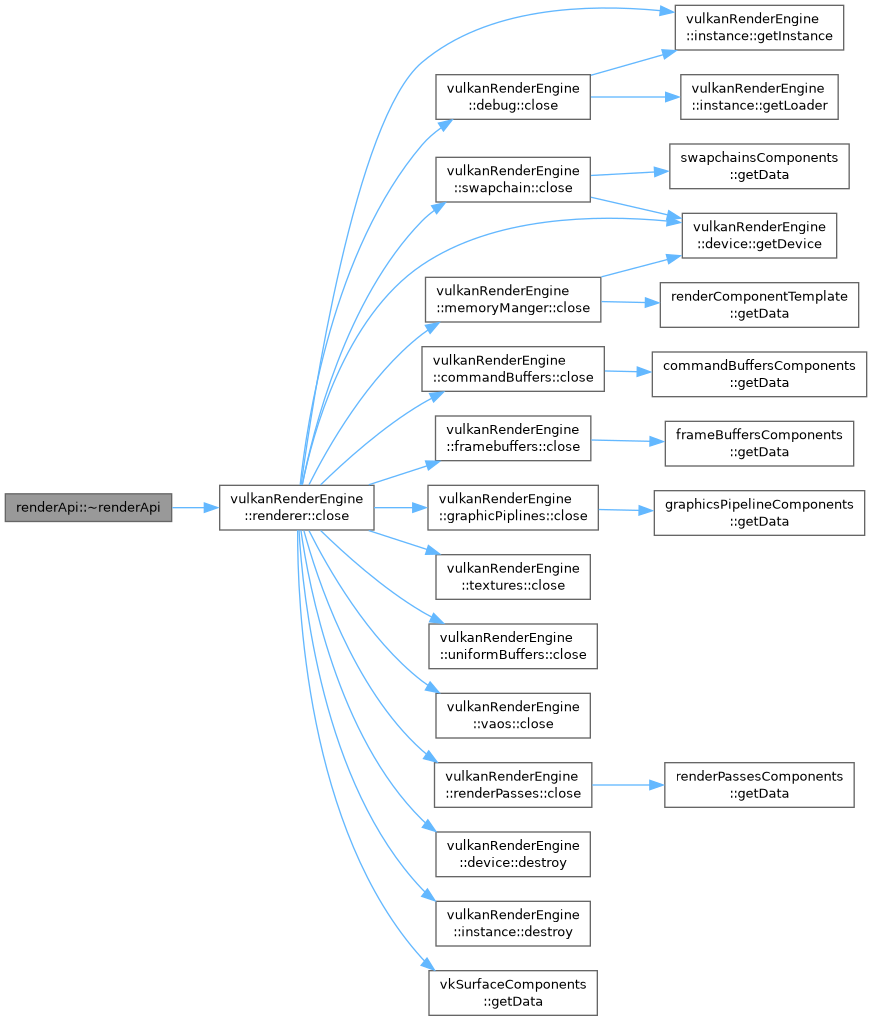 renderApi::~renderApi
vulkanRenderEngine
::renderer::close
vulkanRenderEngine
::instance::getInstance
vulkanRenderEngine
::debug::close
vulkanRenderEngine
::instance::getLoader
vulkanRenderEngine
::swapchain::close
swapchainsComponents
::getData
vulkanRenderEngine
::device::getDevice
vulkanRenderEngine
::memoryManger::close
renderComponentTemplate
::getData
vulkanRenderEngine
::commandBuffers::close
commandBuffersComponents
::getData
vulkanRenderEngine
::framebuffers::close
frameBuffersComponents
::getData
vulkanRenderEngine
::graphicPiplines::close
graphicsPipelineComponents
::getData
vulkanRenderEngine
::textures::close
vulkanRenderEngine
::uniformBuffers::close
vulkanRenderEngine
::vaos::close
vulkanRenderEngine
::renderPasses::close
renderPassesComponents
::getData
vulkanRenderEngine
::device::destroy
vulkanRenderEngine
::instance::destroy
vkSurfaceComponents
::getData